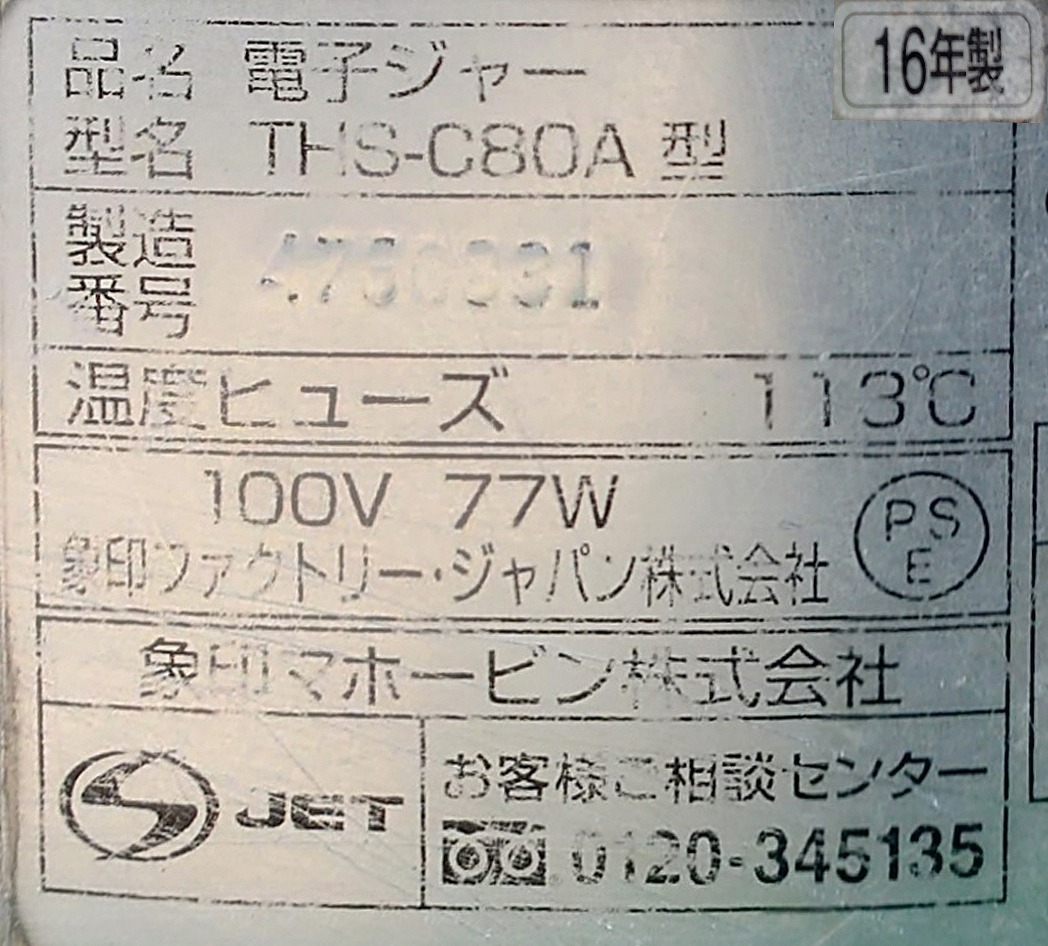 16年製
品名 電子ジャー
型名 THS-C80A 型
製造番号
温度ヒューズ 113℃
100V 77W
象印ファクトリー・ジャパン株式会社
PSE
象印マホービン株式会社
JET
お客様ご相談センター
0120-345135